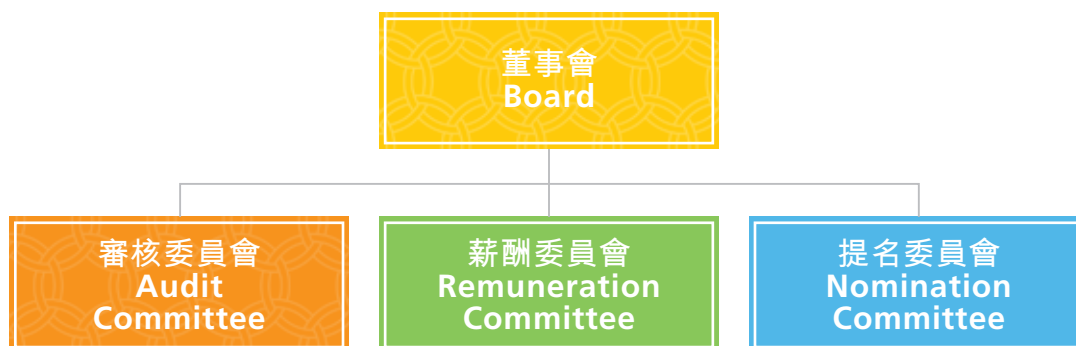 董事會
Board
審核委員會
Audit
Committee
薪酬委員會
Remuneration
Committee
提名委員會
Nomination
Committee